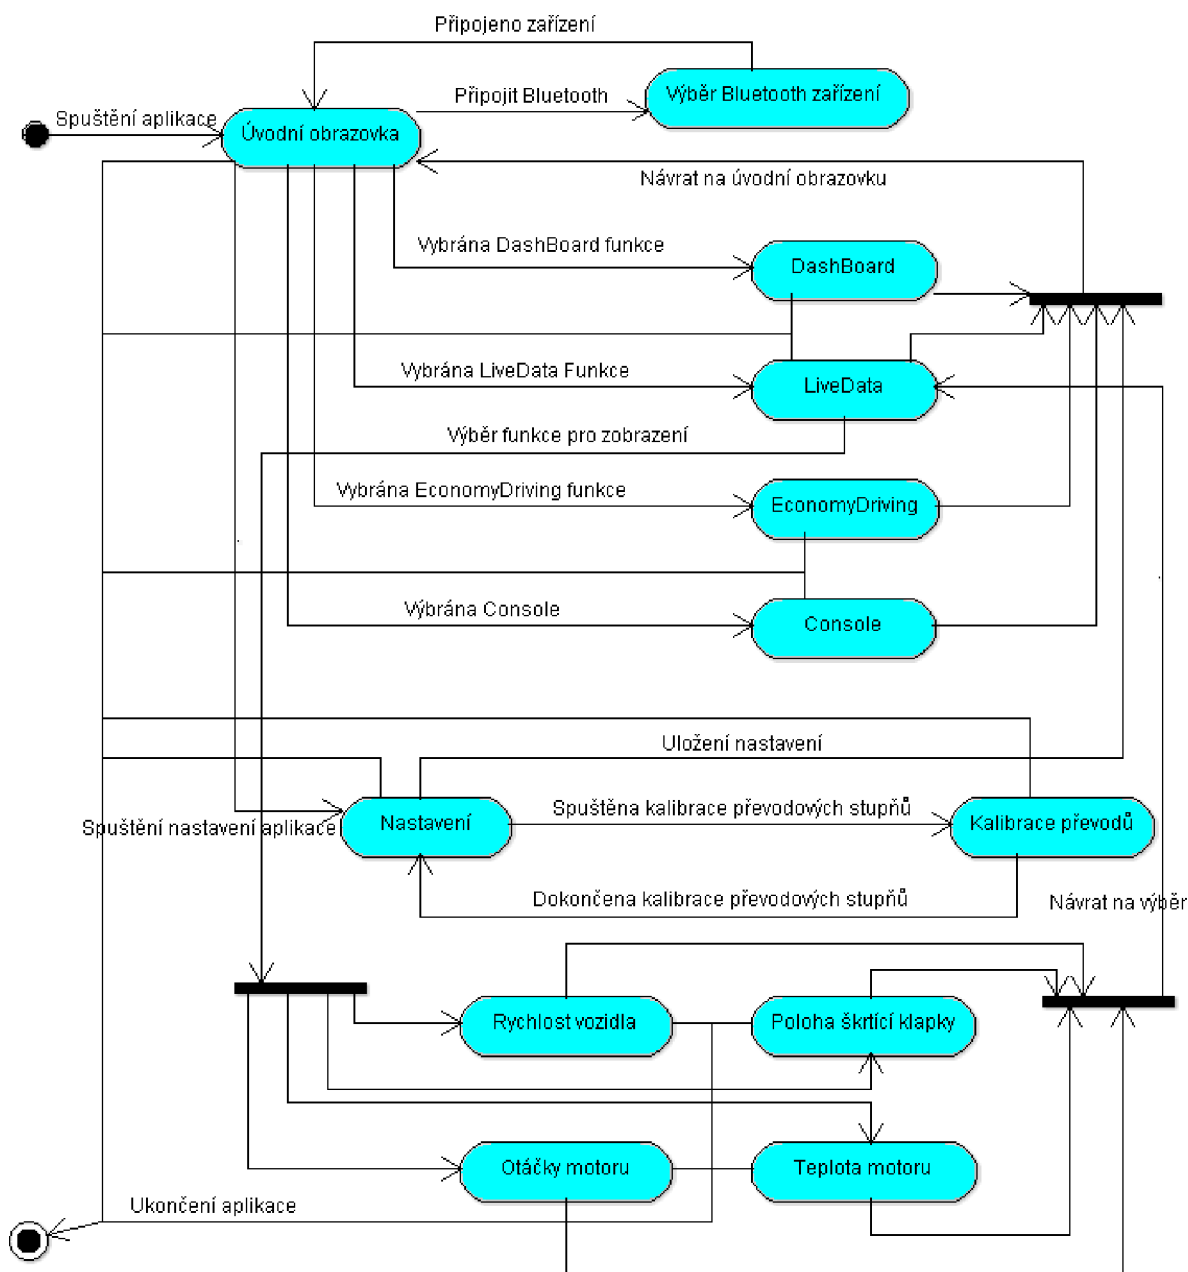 Připojeno zařízení
Výběr Bluetooth zařízení
Připojit Bluetooth
Spuštění aplikace
Úvodní obrazovka
Návrat na úvodní obrazovku
Vybrána DashBoard funkce
DashBoard
Vybrána LiveData Funkce
LiveData
Výběr funkce pro zobrazení
Vybrána EconomyDriving funkce
EconomyDriving
Výbrána Console
Console
Uložení nastavení
Spuštění nastavení aplikace
Nastavení
Spuštěna kalibrace převodových stupňů
Kalibrace převodů
Dokončena kalibrace převodových stupňů
Návrat na výběr
Rychlost vozidla
Poloha škrtící klapky
Otáčky motoru
Teplota motoru
Ukončení aplikace